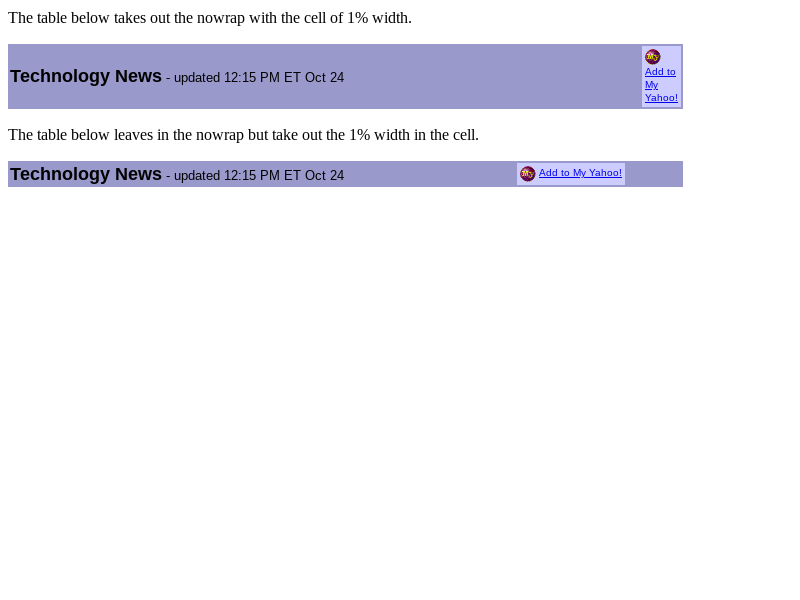 The table below takes out the nowrap with the cell of 1% width.
Technology News - updated 12:15 PM ET Oct 24
My
Add to
My
Yahoo!
The table below leaves in the nowrap but take out the 1% width in the cell.
Technology News - updated 12:15 PM ET Oct 24
My Add to My Yahoo!